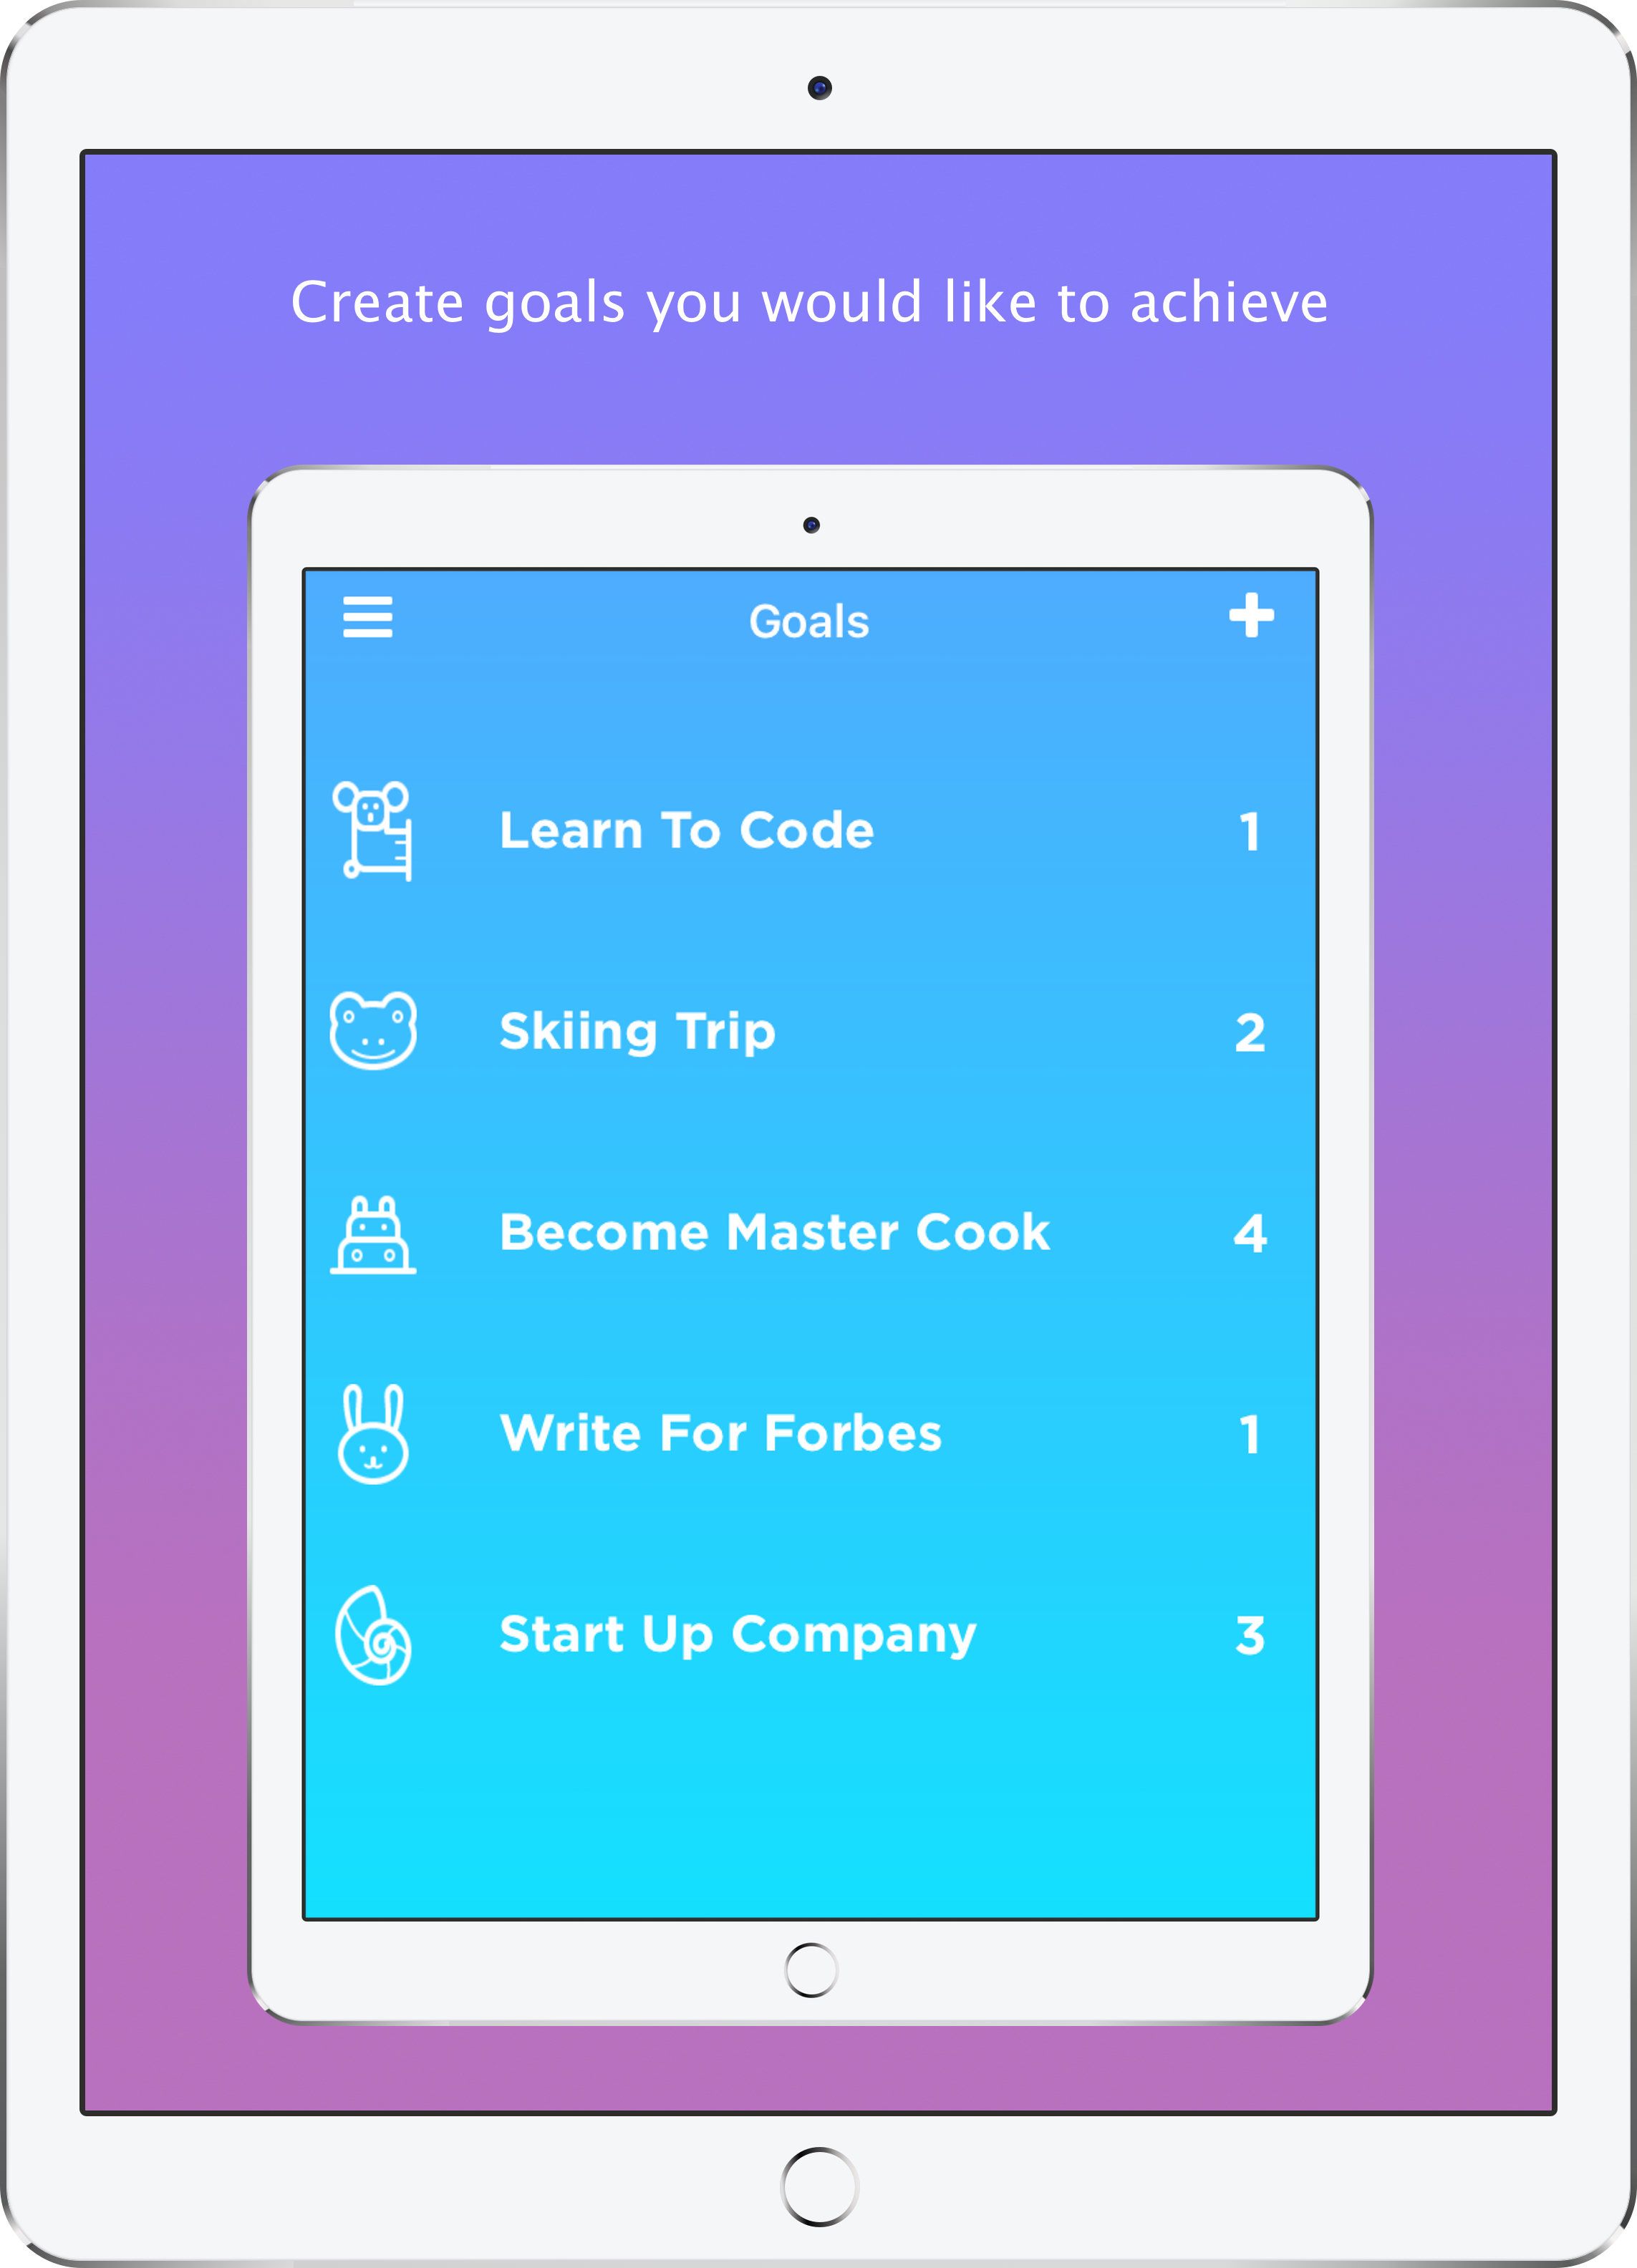 Create goals you would like to achieve
Goals
Learn To Code 1
Skiing Trip 2
Become Master Cook 4
Write For Forbes 1
Start Up Company 3